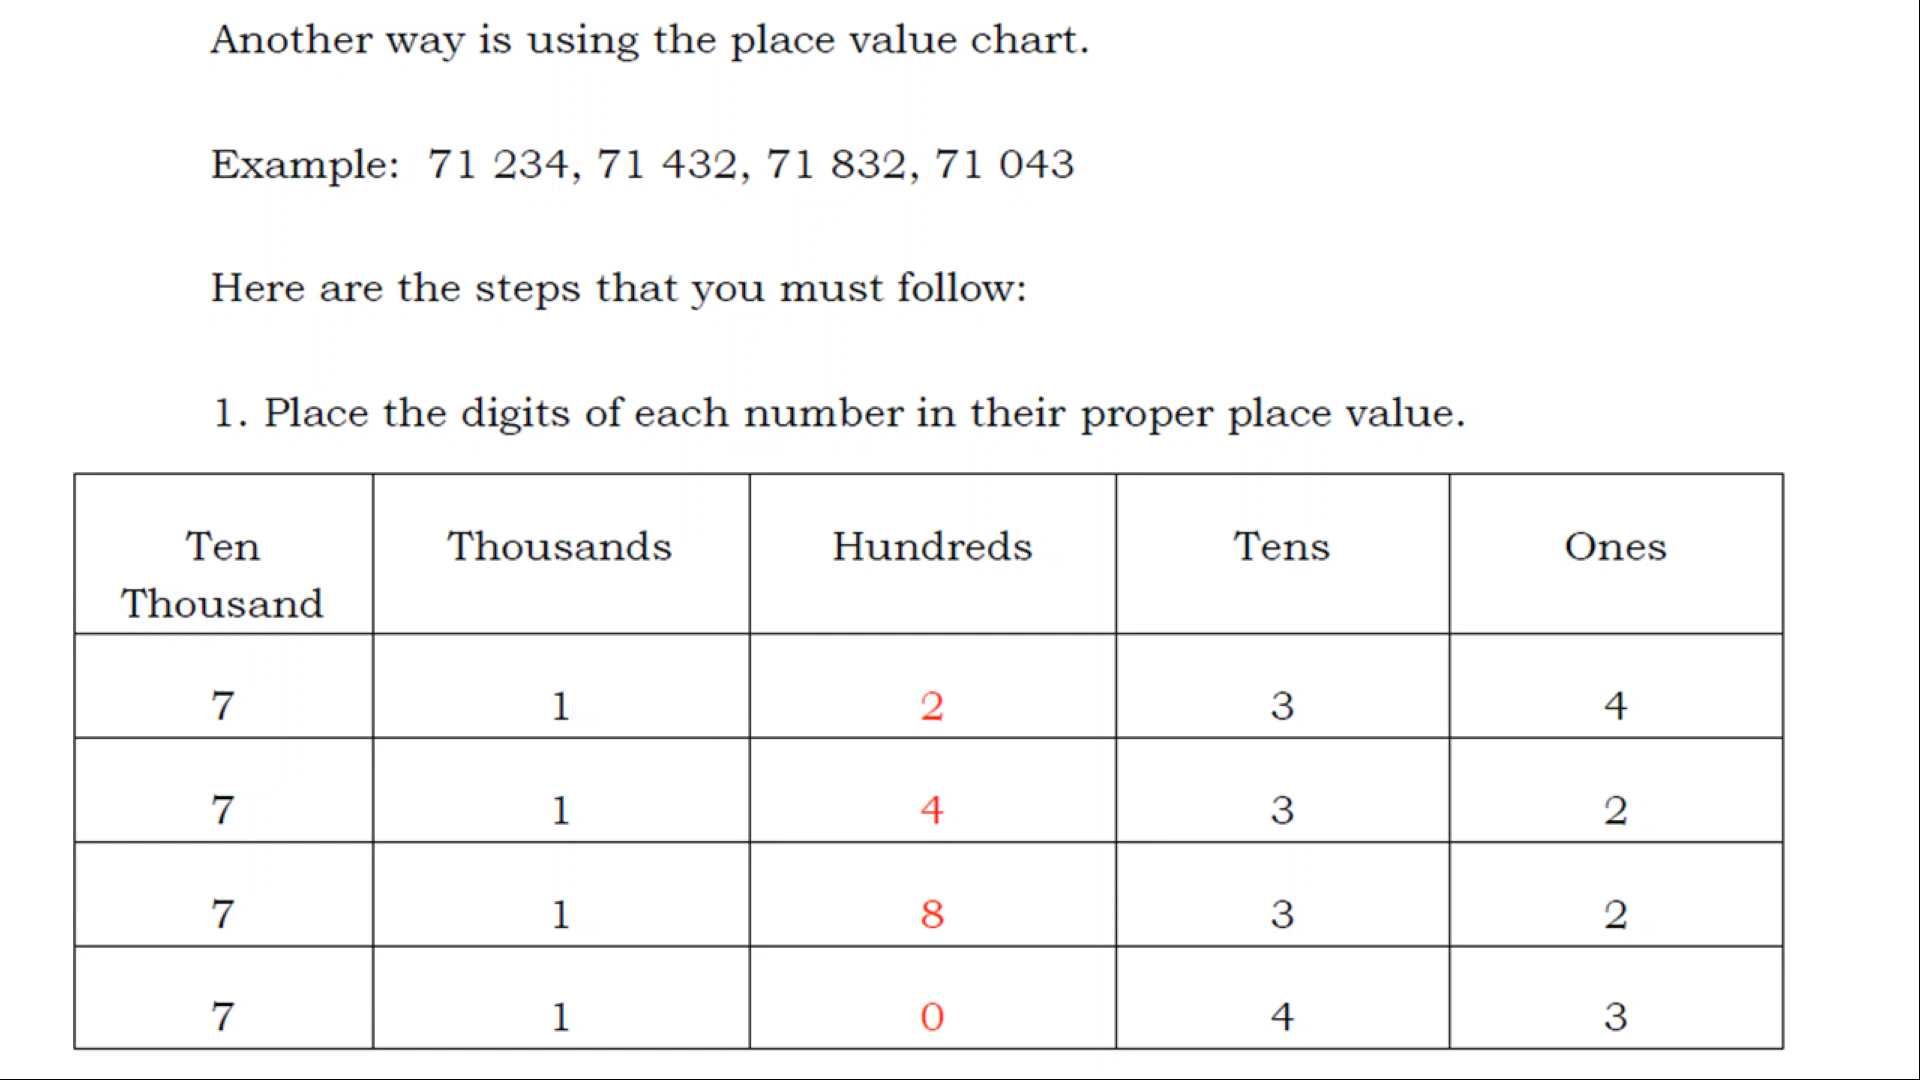 Another way is using the place value chart.
Example: 71 234, 71 432, 71 832, 71 043
Here are the steps that you must follow:
1. Place the digits of each number in their proper place value.
Ten Thousand Thousands Hundreds Tens Ones
7 1 2 3 4
7 1 4 3 2
7 1 8 3 2
7 1 0 4 3